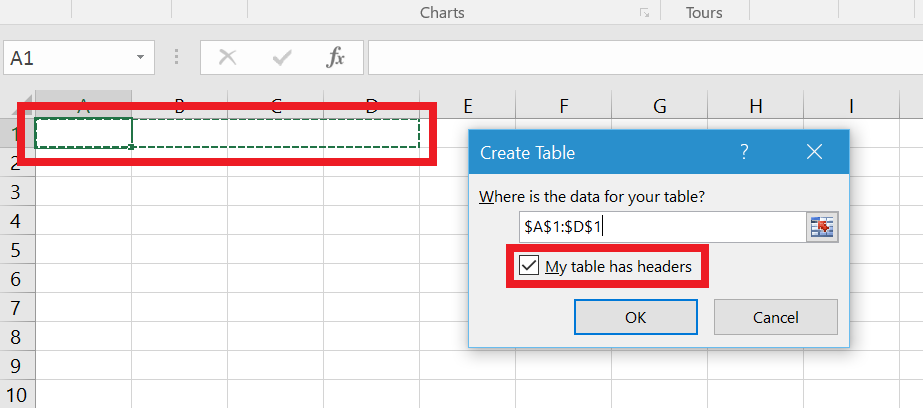 Charts
Tours
A1
fx
A B C D E F G H I
1
2
3
4
5
6
7
8
9
10
Create Table
?
Where is the data for your table?
$A$1:$D$1
My table has headers
OK
Cancel